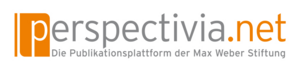 perspectivia.net
Die Publikationsplattform der Max Weber Stiftung